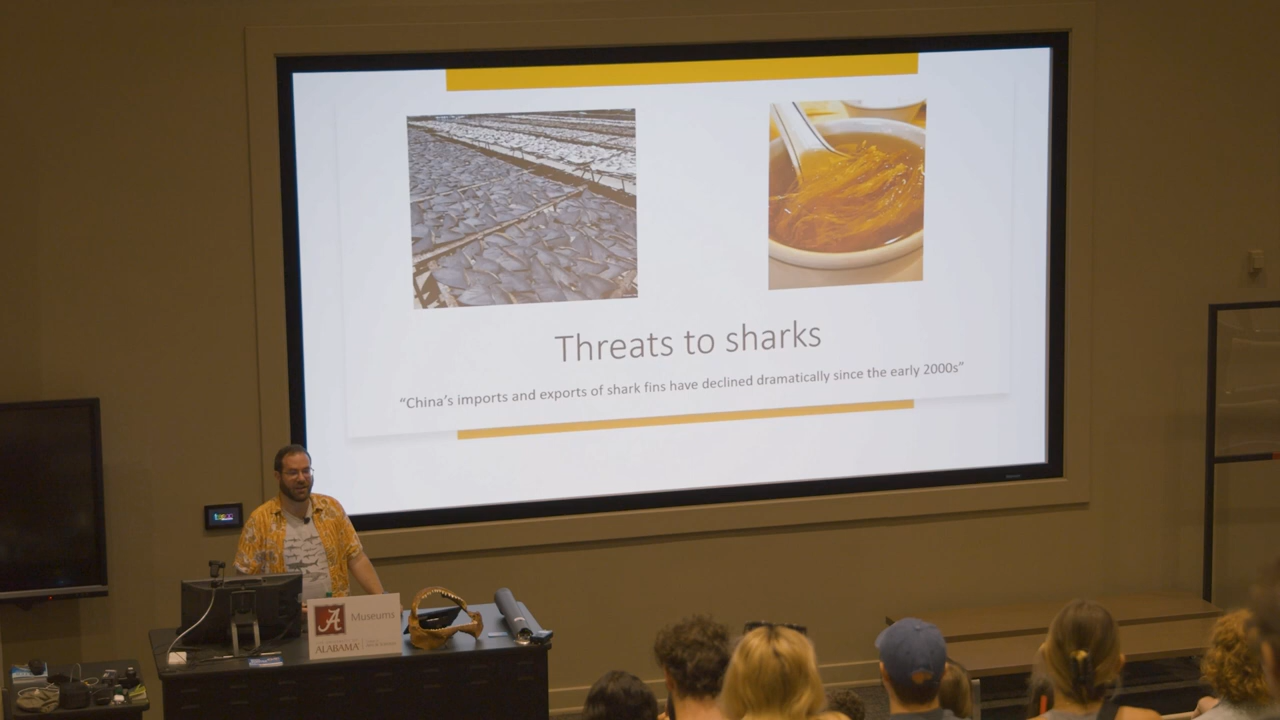 Threats to sharks
“China’s imports and exports of shark fins have declined dramatically since the early 2000s”
A
Museums
ALABAMA